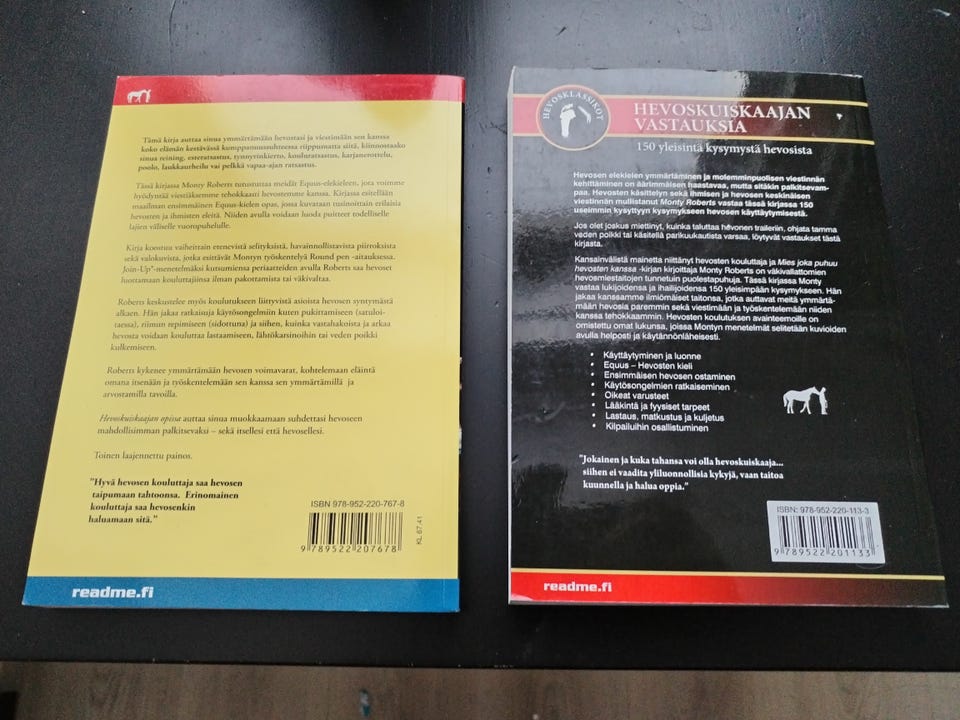 Tämä kirja auttaa sinua ymmärtämään hevostasi ja viestimään sen kanssa
koko elämän kestävässä kumppanuussuhteessa riippumatta siitä, kiinnostaako
sinua reining, esteratsastus, tynnyrinkierto, kouluratsastus, karjanerottelu,
poolo, laukkaurheilu vai pelkkä vapaa-ajan ratsastus.
Tässä kirjassa Monty Roberts tutustuttaa meidät Equus-elekieleen, jota voimme
hyödyntää viestiäksemme tehokkaasti hevostemme kanssa. Kirjassa esitellään
maailman ensimmäinen Equus-kielen opas, jossa kuvataan tusinoittain erilaisia
hevosten ja ihmisten eleitä. Niiden avulla voidaan luoda puitteet todelliselle
lajien väliselle vuoropuhelulle.
Kirja koostuu vaiheittain etenevistä selityksistä, havainnollistavista piirroksista
sekä valokuvista, jotka esittävät Montyn työskentelyä Round pen -aitauksessa.
Join-Up®-menetelmäksi kutsumiensa periaatteiden avulla Roberts saa hevoset
luottamaan kouluttajiinsa ilman pakottamista tai väkivaltaa.
Roberts keskustelee myös koulutukseen liittyvistä asioista hevosen syntymästä
alkaen. Hän jakaa ratkaisuja käytösongelmiin kuten pukittamiseen (satuloi-
taessa), riimun repimiseen (sidottuna) ja siihen, kuinka vastahakoista ja arkaa
hevosta voidaan kouluttaa lastaamiseen, lähtökarsinoihin tai veden poikki
kulkemiseen.
Roberts kykenee ymmärtämään hevosen voimavarat, kohtelemaan eläintä
omana itsenään ja työskentelemään sen kanssa sen ymmärtämillä ja
arvostamilla tavoilla.
Hevoskuiskaajan opissa auttaa sinua muokkaamaan suhdettasi hevoseen
mahdollisimman palkitsevaksi – sekä itsellesi että hevosellesi.
Toinen laajennettu painos.
"Hyvä hevosen kouluttaja saa hevosen
taipumaan tahtoonsa. Erinomainen
kouluttaja saa hevosenkin
haluamaan sitä."
ISBN 978-952-220-767-8
9 789522 207678
KL 67.41
readme.fi
HEVOSKLASSIKOT
HEVOSKUISKAAJAN
VASTAUKSIA
150 yleisintä kysymystä hevosista
Hevosen elekielen ymmärtäminen ja molemminpuolisen viestinnän
kehittäminen on äärimmäisen haastavaa, mutta sitäkin palkitsevam-
paa. Hevosten käsittelyn sekä ihmisen ja hevosen keskinäisen
viestinnän mullistanut Monty Roberts vastaa tässä kirjassa 150
useimmin kysyttyyn kysymykseen hevosen käyttäytymisestä.
Jos olet joskus miettinyt, kuinka taluttaa hevonen traileriin, ohjata tamma
veden poikki tai käsitellä parikuukautista varsaa, löytyvät vastaukset tästä
kirjasta.
Kansainvälistä mainetta niittänyt hevosten kouluttaja ja Mies joka puhuu
hevosten kanssa -kirjan kirjoittaja Monty Roberts on väkivallattomien
hevosmiestaitojen tunnetuin puolestapuhuja. Tässä kirjassa Monty
vastaa lukijoidensa ja ihailijoidensa 150 yleisimpään kysymykseen. Hän
jakaa kanssamme ilmiömäiset taitonsa, jotka auttavat meitä ymmärtä-
mään hevosia paremmin sekä viestimään ja työskentelemään niiden
kanssa tehokkaammin. Hevosten koulutuksen avainteemoille on
omistettu omat lukunsa, joissa Montyn menetelmät selitetään kuvioiden
avulla helposti ja käytännönläheisesti.
• Käyttäytyminen ja luonne
• Equus – Hevosten kieli
• Ensimmäisen hevosen ostaminen
• Käytösongelmien ratkaiseminen
• Oikeat varusteet
• Lääkintä ja fyysiset tarpeet
• Lastaus, matkustus ja kuljetus
• Kilpailuihin osallistuminen
"Jokainen ja kuka tahansa voi olla hevoskuiskaaja...
siihen ei vaadita yliluonnollisia kykyjä, vaan taitoa
kuunnella ja halua oppia."
ISBN: 978-952-220-113-3
9 789522 201133
readme.fi